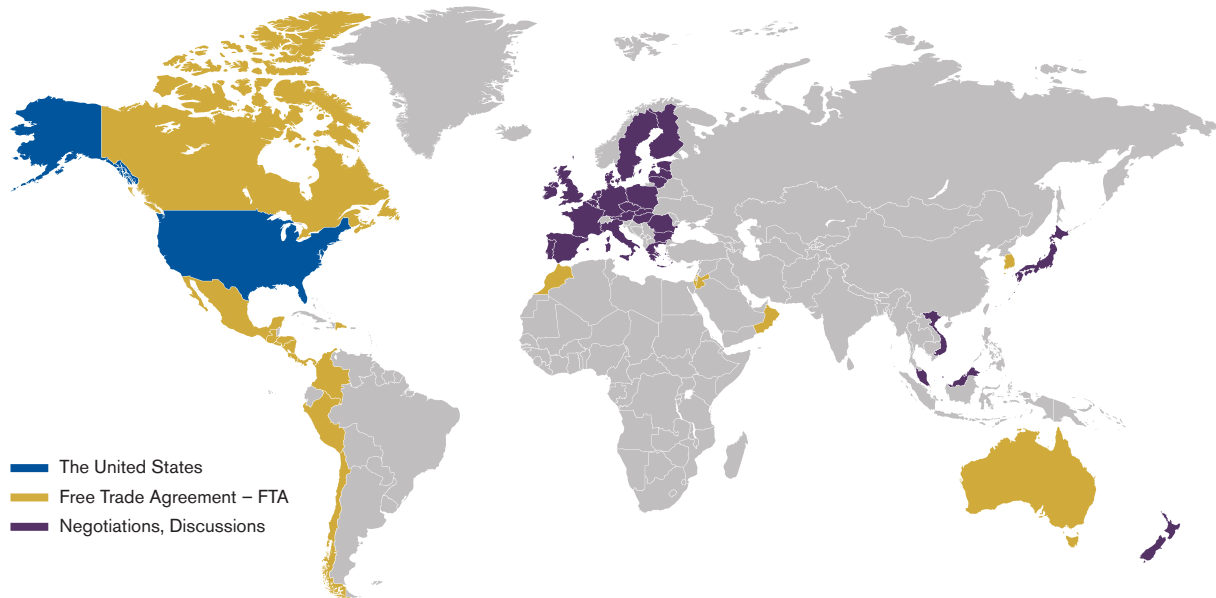 The United States
Free Trade Agreement – FTA
Negotiations, Discussions